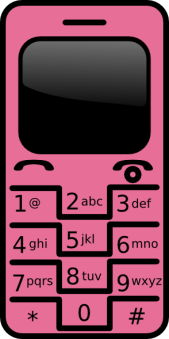 1@ 2abc 3def
4ghi 5jkl 6mno
7pqrs 8tuv 9wxyz
* 0 #